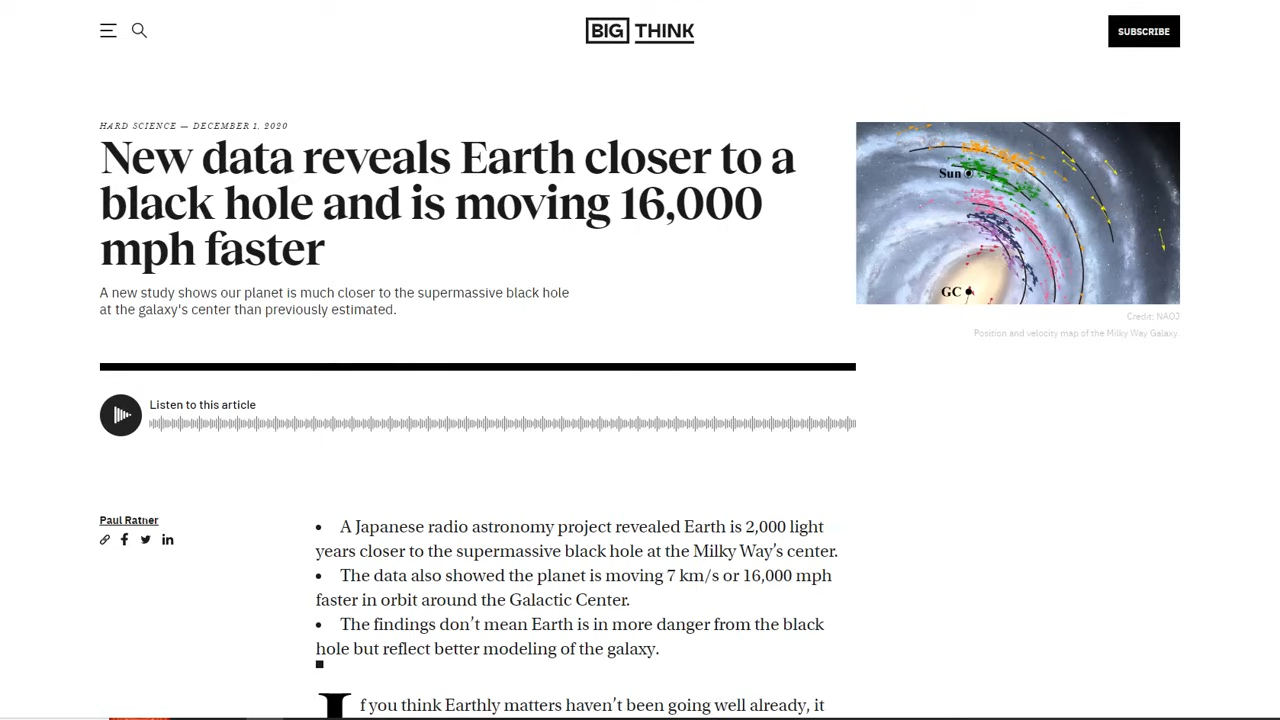 BIG THINK
SUBSCRIBE
HARD SCIENCE — DECEMBER 1, 2020
New data reveals Earth closer to a
black hole and is moving 16,000
mph faster
A new study shows our planet is much closer to the supermassive black hole
at the galaxy's center than previously estimated.
Sun
GC
Credit: NAOJ
Position and velocity map of the Milky Way Galaxy.
Listen to this article
Paul Ratner
• A Japanese radio astronomy project revealed Earth is 2,000 light
years closer to the supermassive black hole at the Milky Way’s center.
• The data also showed the planet is moving 7 km/s or 16,000 mph
faster in orbit around the Galactic Center.
• The findings don’t mean Earth is in more danger from the black
hole but reflect better modeling of the galaxy.
If you think Earthly matters haven’t been going well already, it